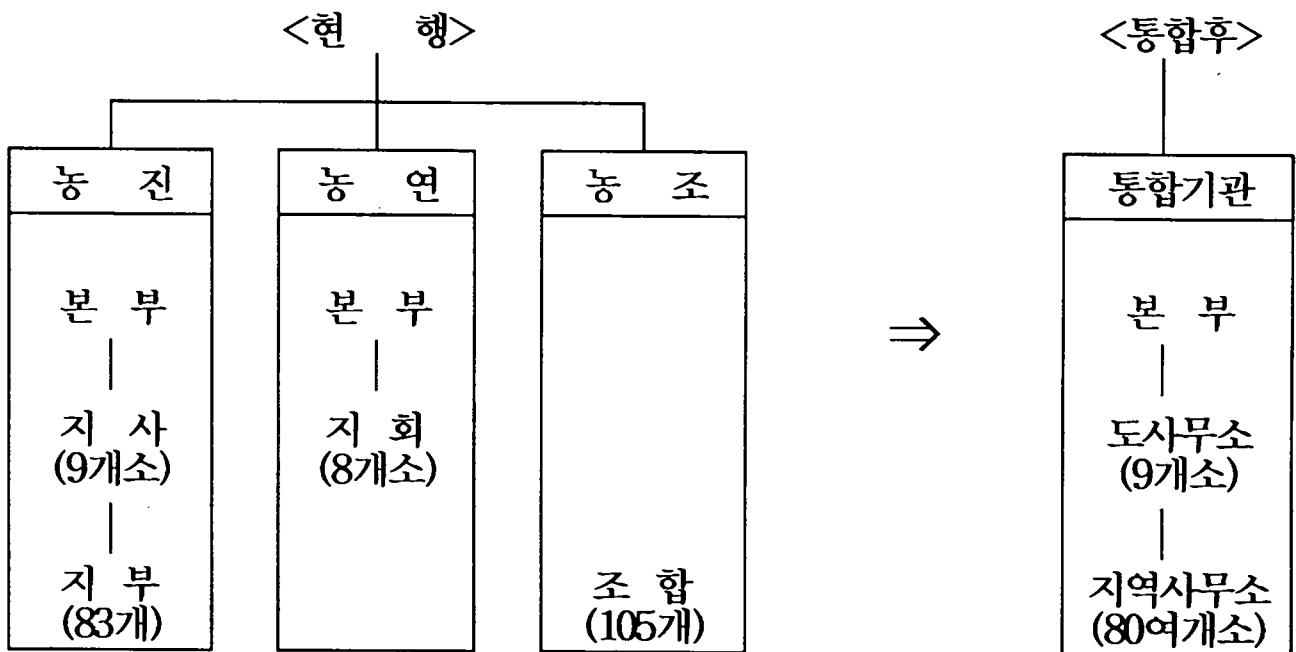 <현 행>
<통합후>
농 진
농 연
농 조
통합기관
본 부
본 부
⇒
본 부
지 사
(9개소)
지 회
(8개소)
도사무소
(9개소)
지 부
(83개)
조 합
(105개)
지역사무소
(80여개소)